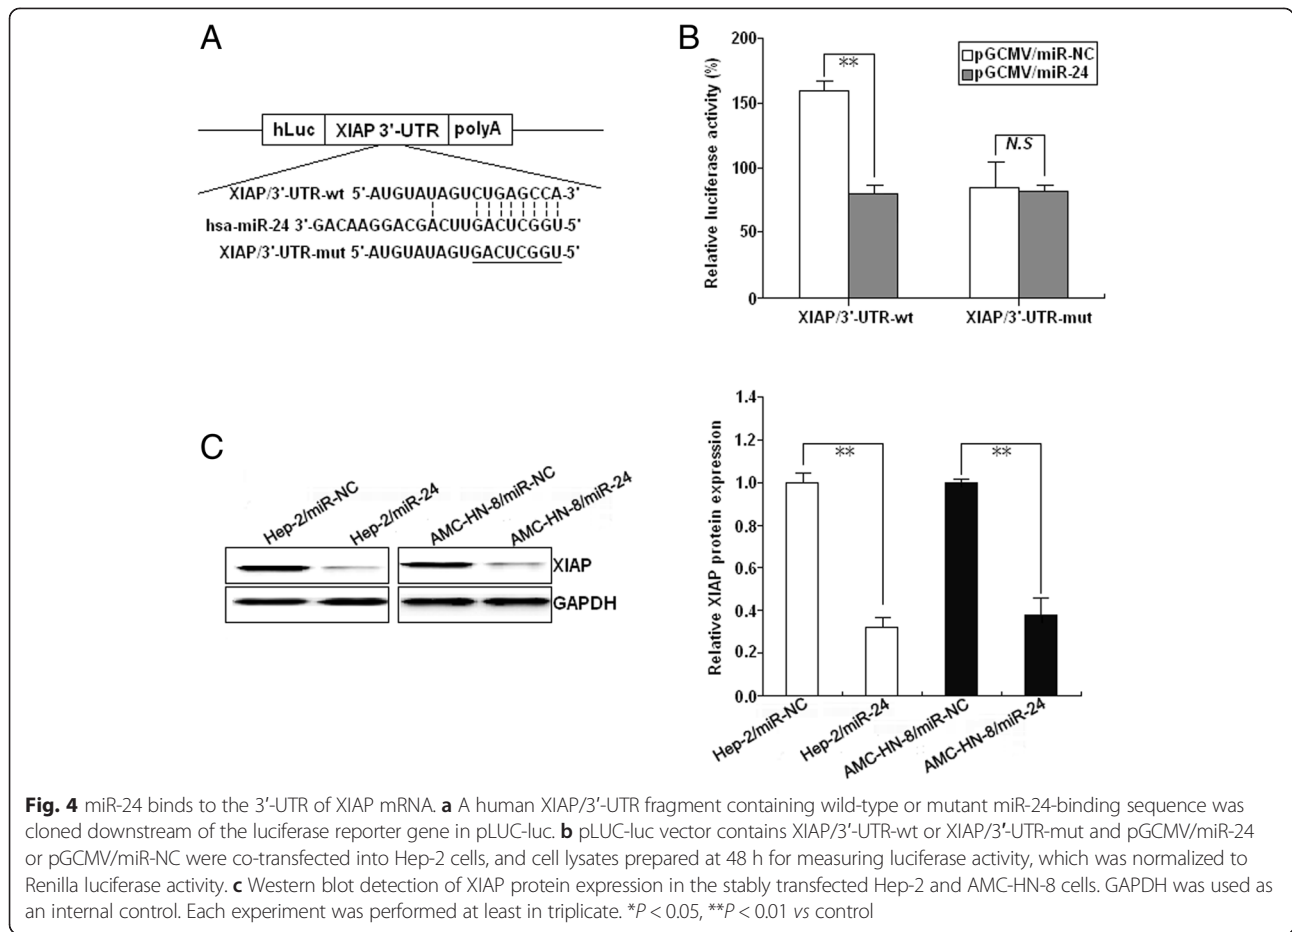 A
hLuc XIAP 3'-UTR polyA
XIAP/3'-UTR-wt 5'-AUGUAUAGUCUGAGCCA-3'
hsa-miR-24 3'-GACAAGGACGACUUGACUCGGU-5'
XIAP/3'-UTR-mut 5'-AUGUAUAGUGACUCGGU-5'
B
Relative luciferase activity (%)
200
150
100
50
0
pGCMV/miR-NC
pGCMV/miR-24
**
N.S
XIAP/3'-UTR-wt XIAP/3'-UTR-mut
C
Hep-2/miR-NC
Hep-2/miR-24
AMC-HN-8/miR-NC
AMC-HN-8/miR-24
XIAP
GAPDH
Relative XIAP protein expression
1.4
1.2
1.0
0.8
0.6
0.4
0.2
0.0
**
**
Hep-2/miR-NC
Hep-2/miR-24
AMC-HN-8/miR-NC
AMC-HN-8/miR-24
Fig. 4 miR-24 binds to the 3′-UTR of XIAP mRNA. a A human XIAP/3′-UTR fragment containing wild-type or mutant miR-24-binding sequence was
cloned downstream of the luciferase reporter gene in pLUC-luc. b pLUC-luc vector contains XIAP/3′-UTR-wt or XIAP/3′-UTR-mut and pGCMV/miR-24
or pGCMV/miR-NC were co-transfected into Hep-2 cells, and cell lysates prepared at 48 h for measuring luciferase activity, which was normalized to
Renilla luciferase activity. c Western blot detection of XIAP protein expression in the stably transfected Hep-2 and AMC-HN-8 cells. GAPDH was used as
an internal control. Each experiment was performed at least in triplicate. *P < 0.05, **P < 0.01 vs control